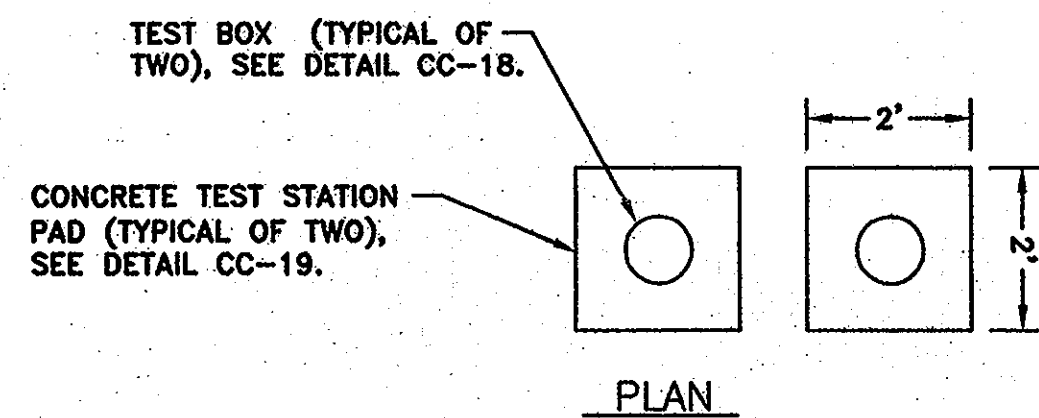 TEST BOX (TYPICAL OF
TWO), SEE DETAIL CC-18.
2'
CONCRETE TEST STATION
PAD (TYPICAL OF TWO),
SEE DETAIL CC-19.
2'
PLAN